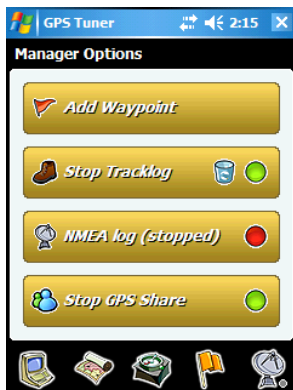 GPS Tuner 2:15
Manager Options
Add Waypoint
Stop Tracklog
NMEA log (stopped)
Stop GPS Share